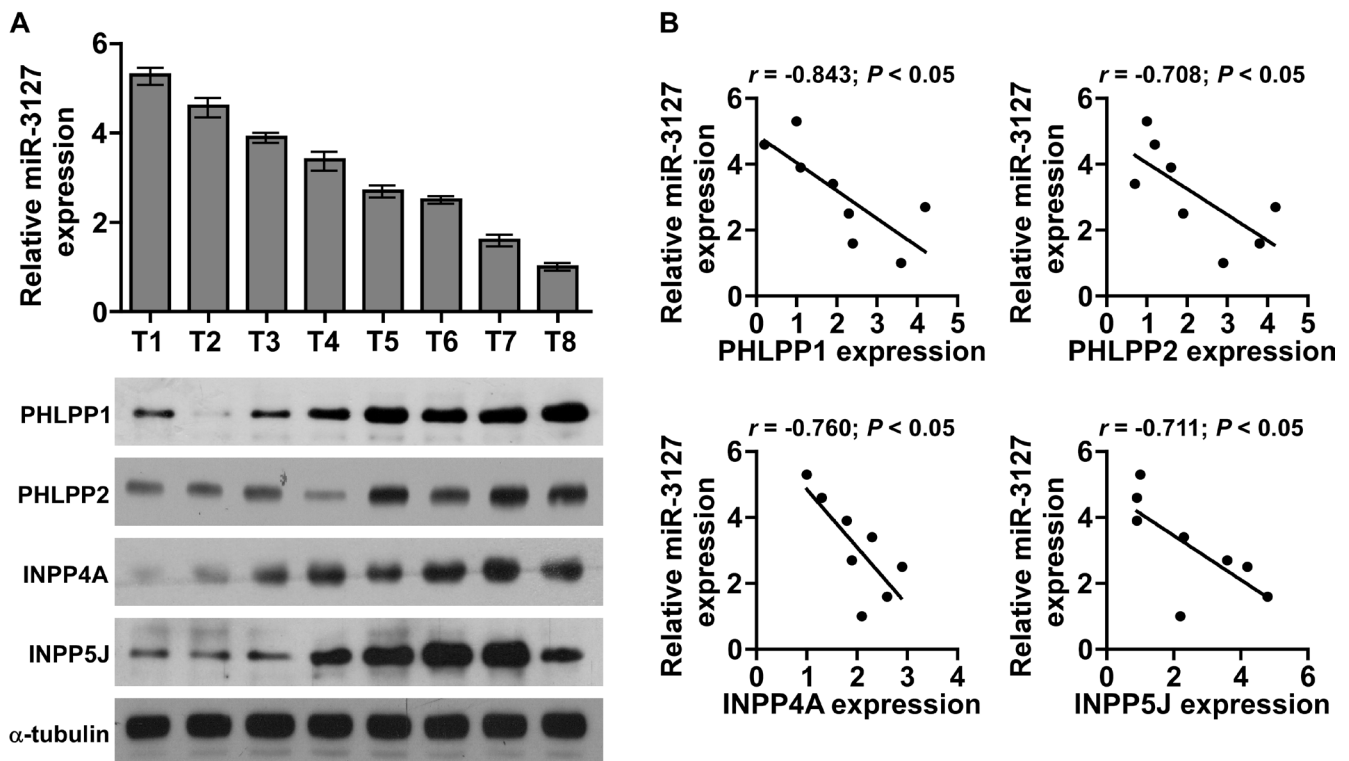 A
Relative miR-3127
expression
6
4
2
0
T1 T2 T3 T4 T5 T6 T7 T8
PHLPP1
PHLPP2
INPP4A
INPP5J
α-tubulin
B
r = -0.843; P < 0.05
Relative miR-3127
expression
6
4
2
0
0 1 2 3 4 5
PHLPP1 expression
r = -0.708; P < 0.05
Relative miR-3127
expression
6
4
2
0
0 1 2 3 4 5
PHLPP2 expression
r = -0.760; P < 0.05
Relative miR-3127
expression
6
4
2
0
0 1 2 3 4
INPP4A expression
r = -0.711; P < 0.05
Relative miR-3127
expression
6
4
2
0
0 2 4 6
INPP5J expression